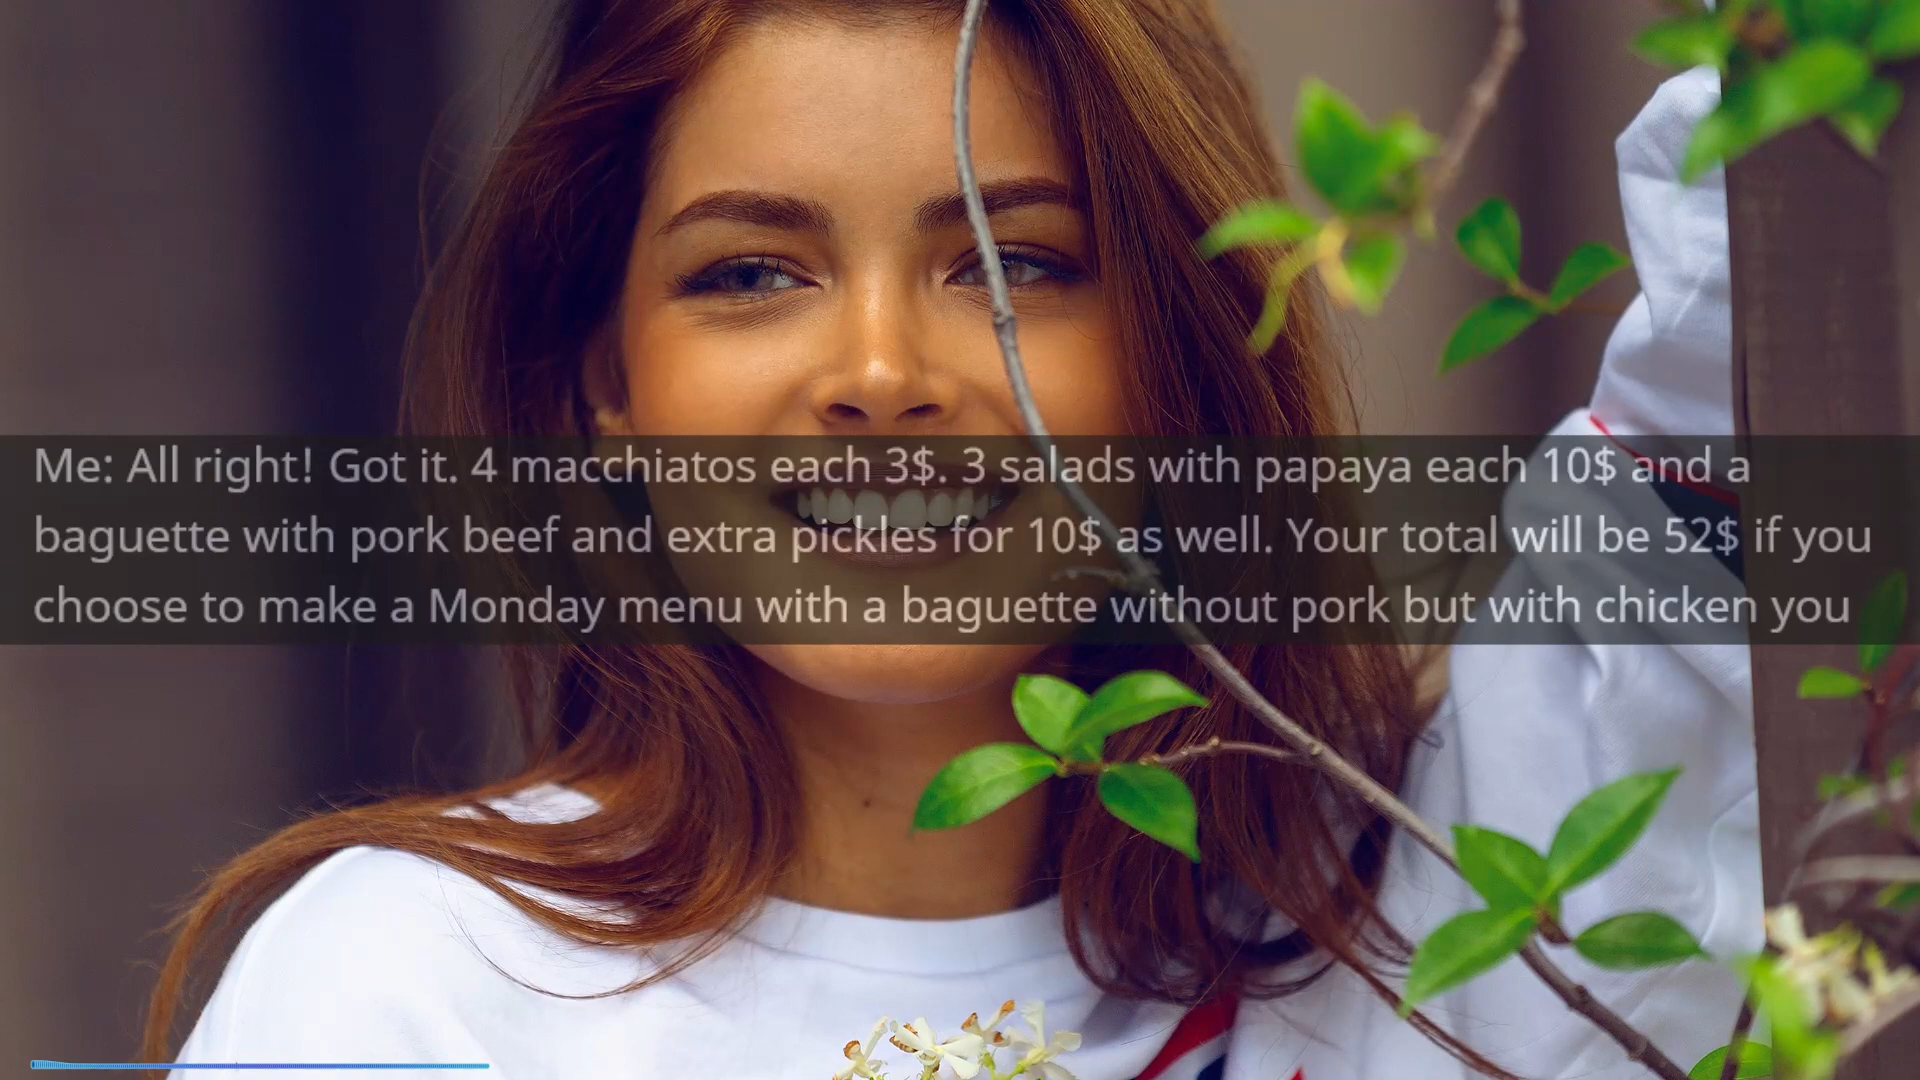 Me: All right! Got it. 4 macchiatos each 3$. 3 salads with papaya each 10$ and a
baguette with pork beef and extra pickles for 10$ as well. Your total will be 52$ if you
choose to make a Monday menu with a baguette without pork but with chicken you